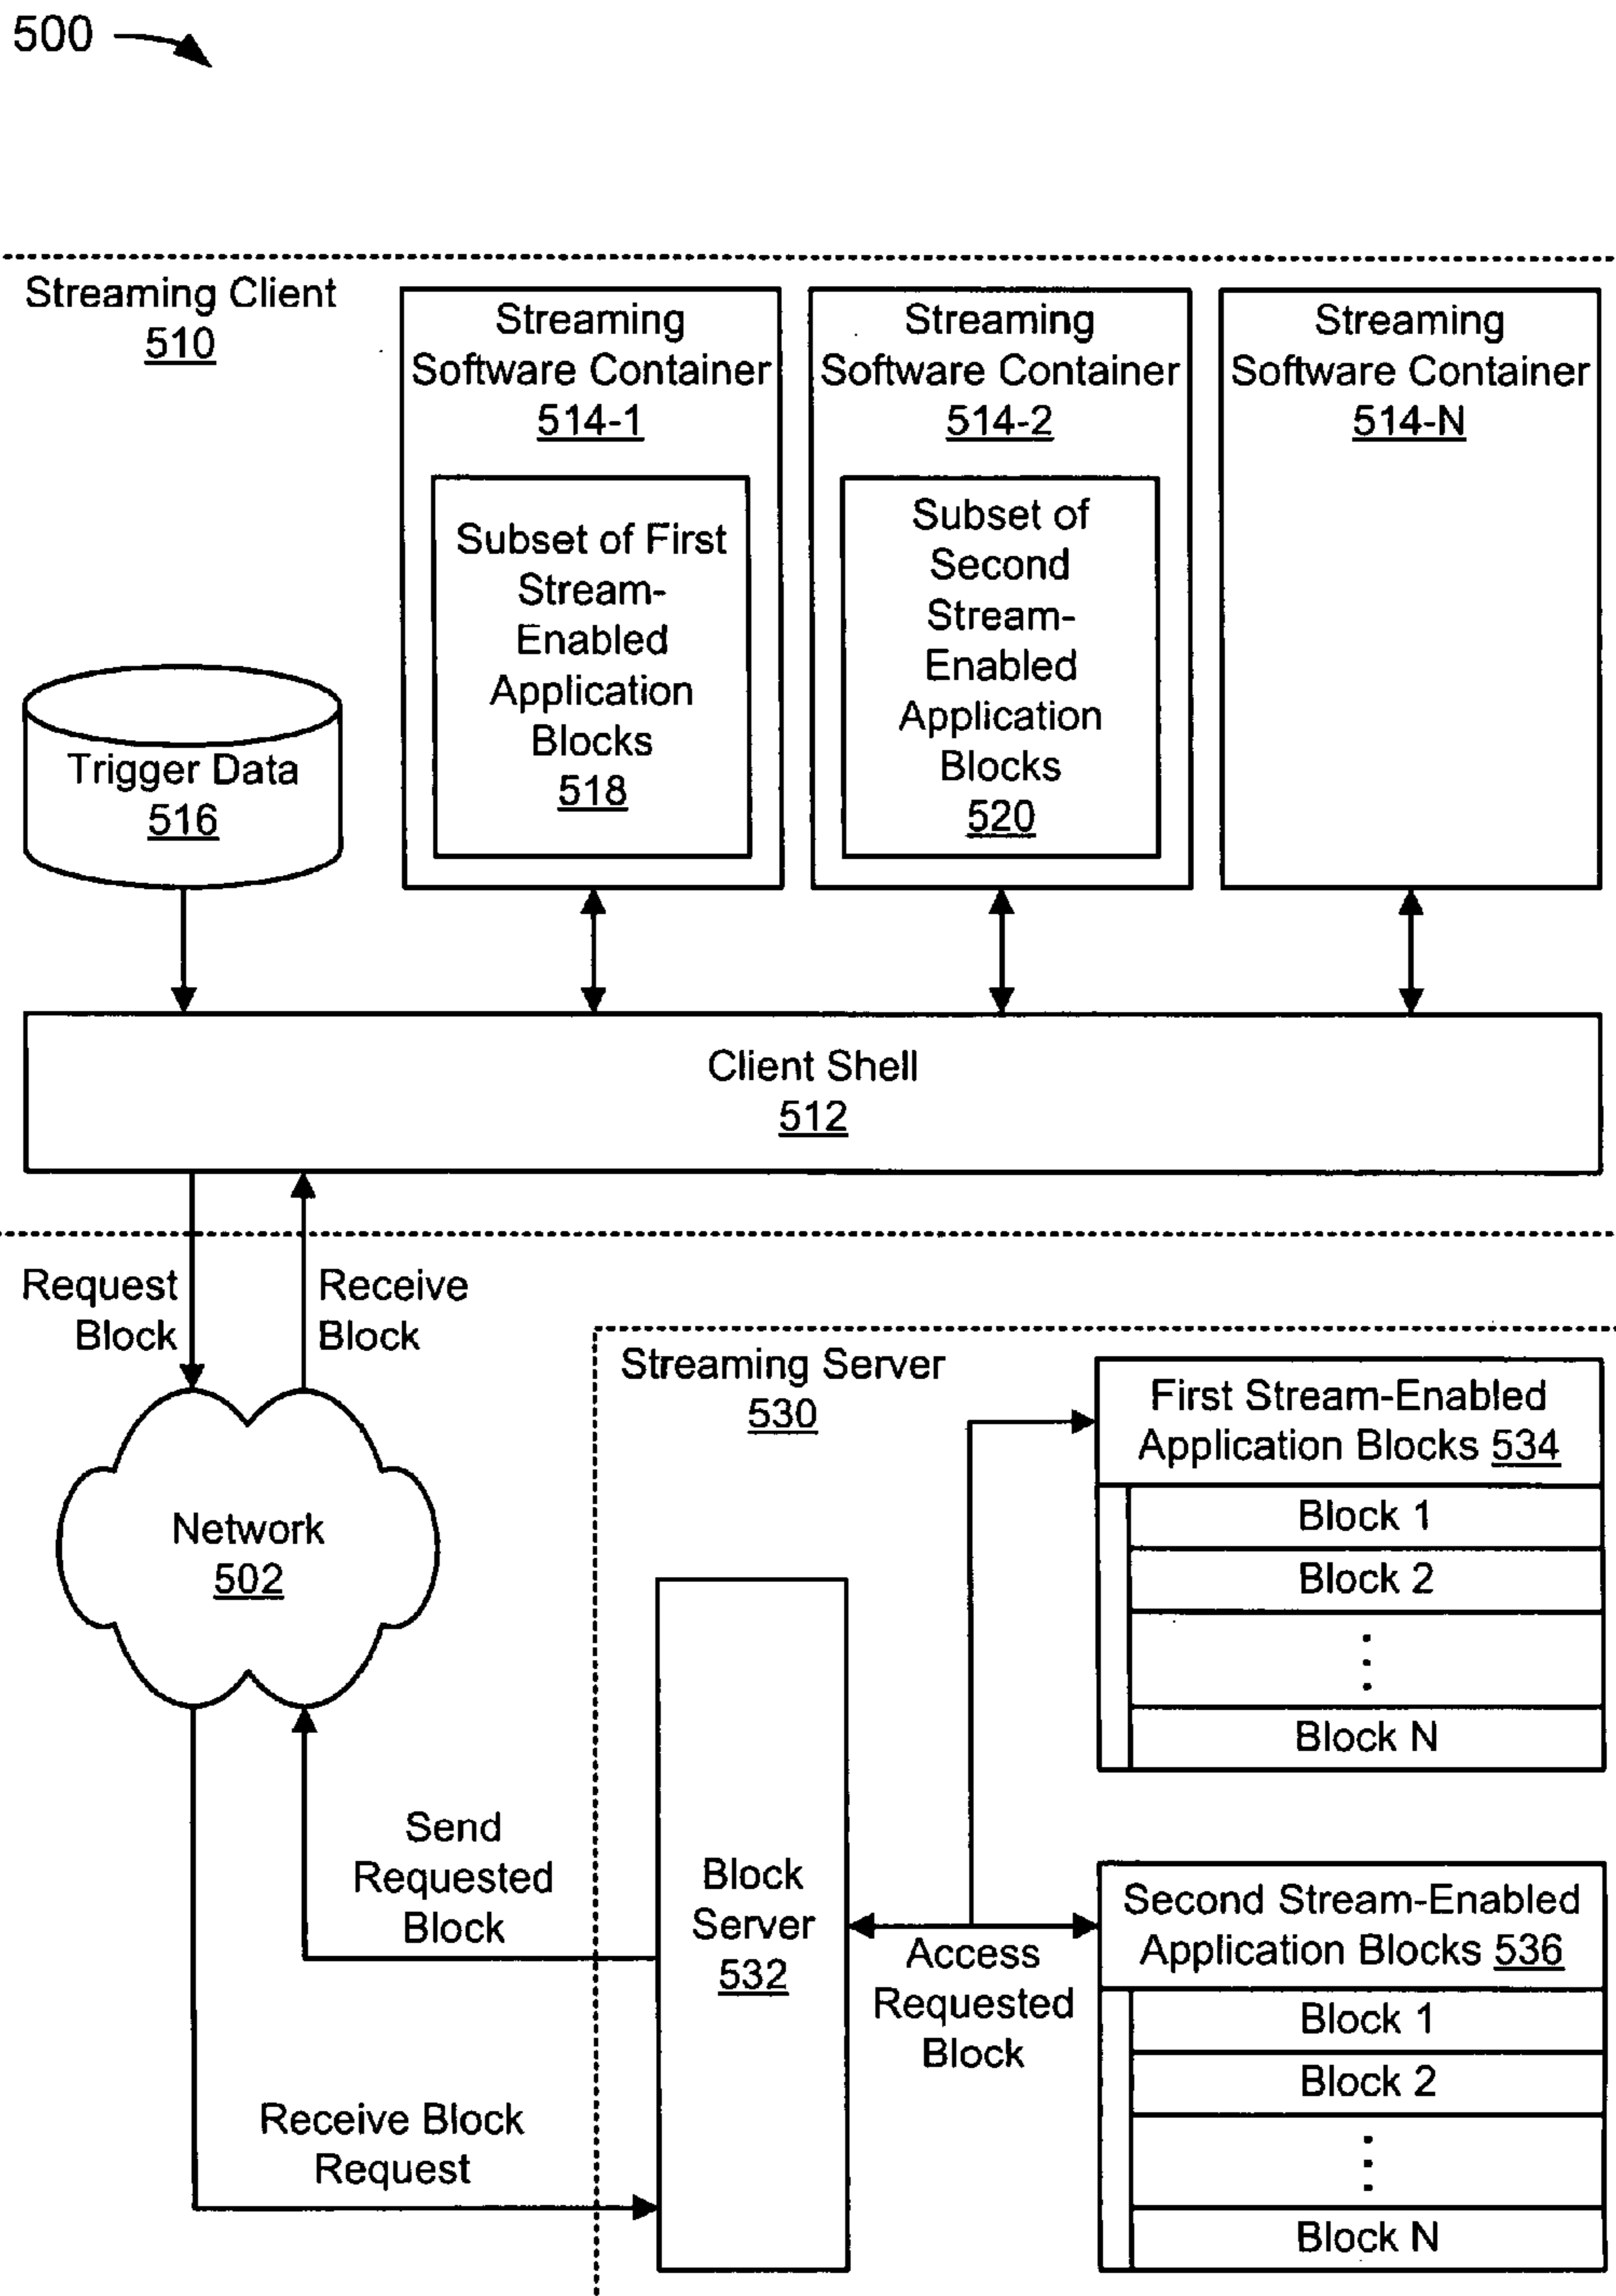 500
Streaming Client
510
Streaming
Software Container
514-1
Streaming
Software Container
514-2
Streaming
Software Container
514-N
Subset of First
Stream-
Enabled
Application
Blocks
518
Subset of
Second
Stream-
Enabled
Application
Blocks
520
Trigger Data
516
Client Shell
512
Request
Block
Receive
Block
Network
502
Streaming Server
530
First Stream-Enabled
Application Blocks 534
Block 1
Block 2
Block N
Send
Requested
Block
Block
Server
532
Access
Requested
Block
Second Stream-Enabled
Application Blocks 536
Block 1
Block 2
Block N
Receive Block
Request